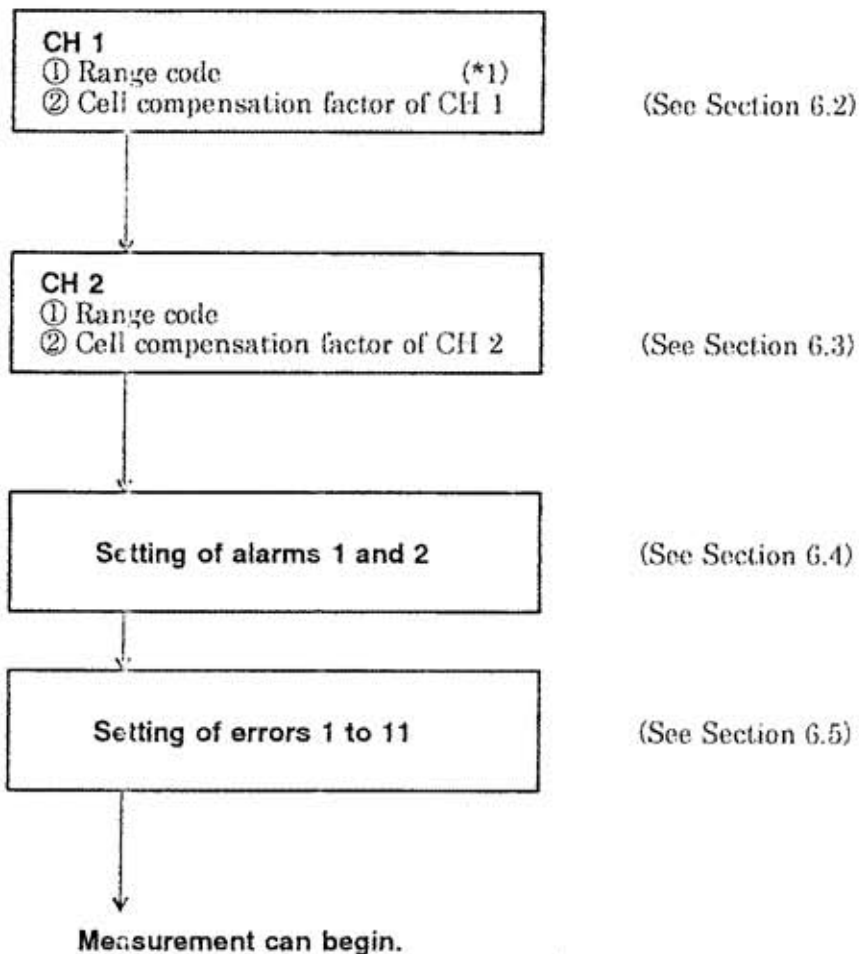 CH 1
① Range code (*1)
② Cell compensation factor of CH 1 (See Section 6.2)
CH 2
① Range code
② Cell compensation factor of CH 2 (See Section 6.3)
Setting of alarms 1 and 2 (See Section 6.4)
Setting of errors 1 to 11 (See Section 6.5)
Measurement can begin.